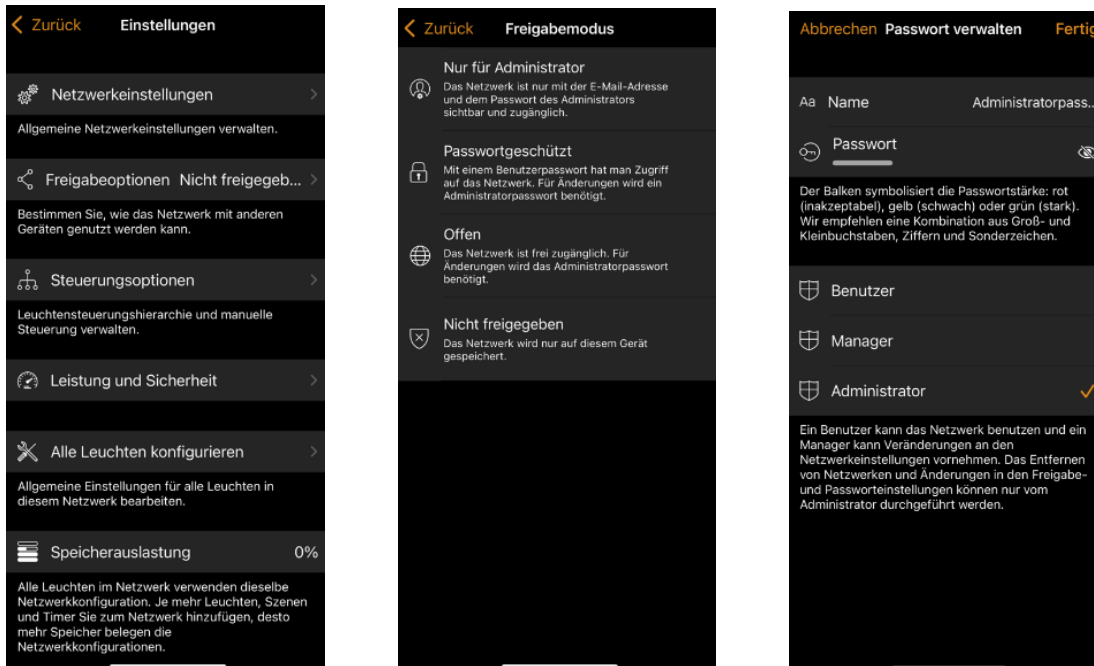 Zurück Einstellungen
Netzwerkeinstellungen
Allgemeine Netzwerkeinstellungen verwalten.
Freigabeoptionen Nicht freigegeb...
Bestimmen Sie, wie das Netzwerk mit anderen
Geräten genutzt werden kann.
Steuerungsoptionen
Leuchtensteuerungshierarchie und manuelle
Steuerung verwalten.
Leistung und Sicherheit
Alle Leuchten konfigurieren
Allgemeine Einstellungen für alle Leuchten in
diesem Netzwerk bearbeiten.
Speicherauslastung 0%
Alle Leuchten im Netzwerk verwenden dieselbe
Netzwerkkonfiguration. Je mehr Leuchten, Szenen
und Timer Sie zum Netzwerk hinzufügen, desto
mehr Speicher belegen die
Netzwerkkonfigurationen.
Zurück Freigabemodus
Nur für Administrator
Das Netzwerk ist nur mit der E-Mail-Adresse
und dem Passwort des Administrators
sichtbar und zugänglich.
Passwortgeschützt
Mit einem Benutzerpasswort hat man Zugriff
auf das Netzwerk. Für Änderungen wird ein
Administratorpasswort benötigt.
Offen
Das Netzwerk ist frei zugänglich. Für
Änderungen wird das Administratorpasswort
benötigt.
Nicht freigegeben
Das Netzwerk wird nur auf diesem Gerät
gespeichert.
Abbrechen Passwort verwalten Fertig
Aa Name Administratorpass...
Passwort
Der Balken symbolisiert die Passwortstärke: rot
(inakzeptabel), gelb (schwach) oder grün (stark).
Wir empfehlen eine Kombination aus Groß- und
Kleinbuchstaben, Ziffern und Sonderzeichen.
Benutzer
Manager
Administrator
Ein Benutzer kann das Netzwerk benutzen und ein
Manager kann Veränderungen an den
Netzwerkeinstellungen vornehmen. Das Entfernen
von Netzwerken und Änderungen in den Freigabe-
und Passworteinstellungen können nur vom
Administrator durchgeführt werden.